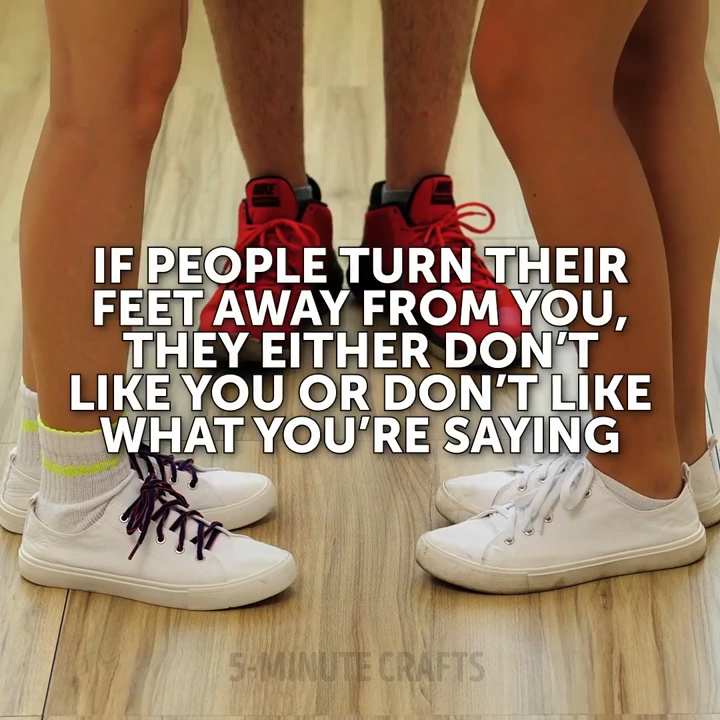 NIKE
IF PEOPLE TURN THEIR
FEET AWAY FROM YOU,
THEY EITHER DON'T
LIKE YOU OR DON'T LIKE
WHAT YOU'RE SAYING
5-MINUTE CRAFTS